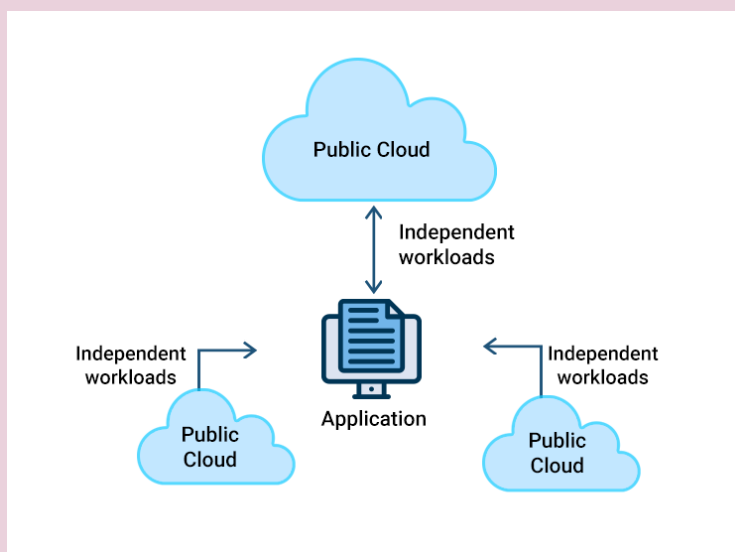 Public Cloud
Independent
workloads
Independent
workloads
Application
Independent
workloads
Public
Cloud
Public
Cloud